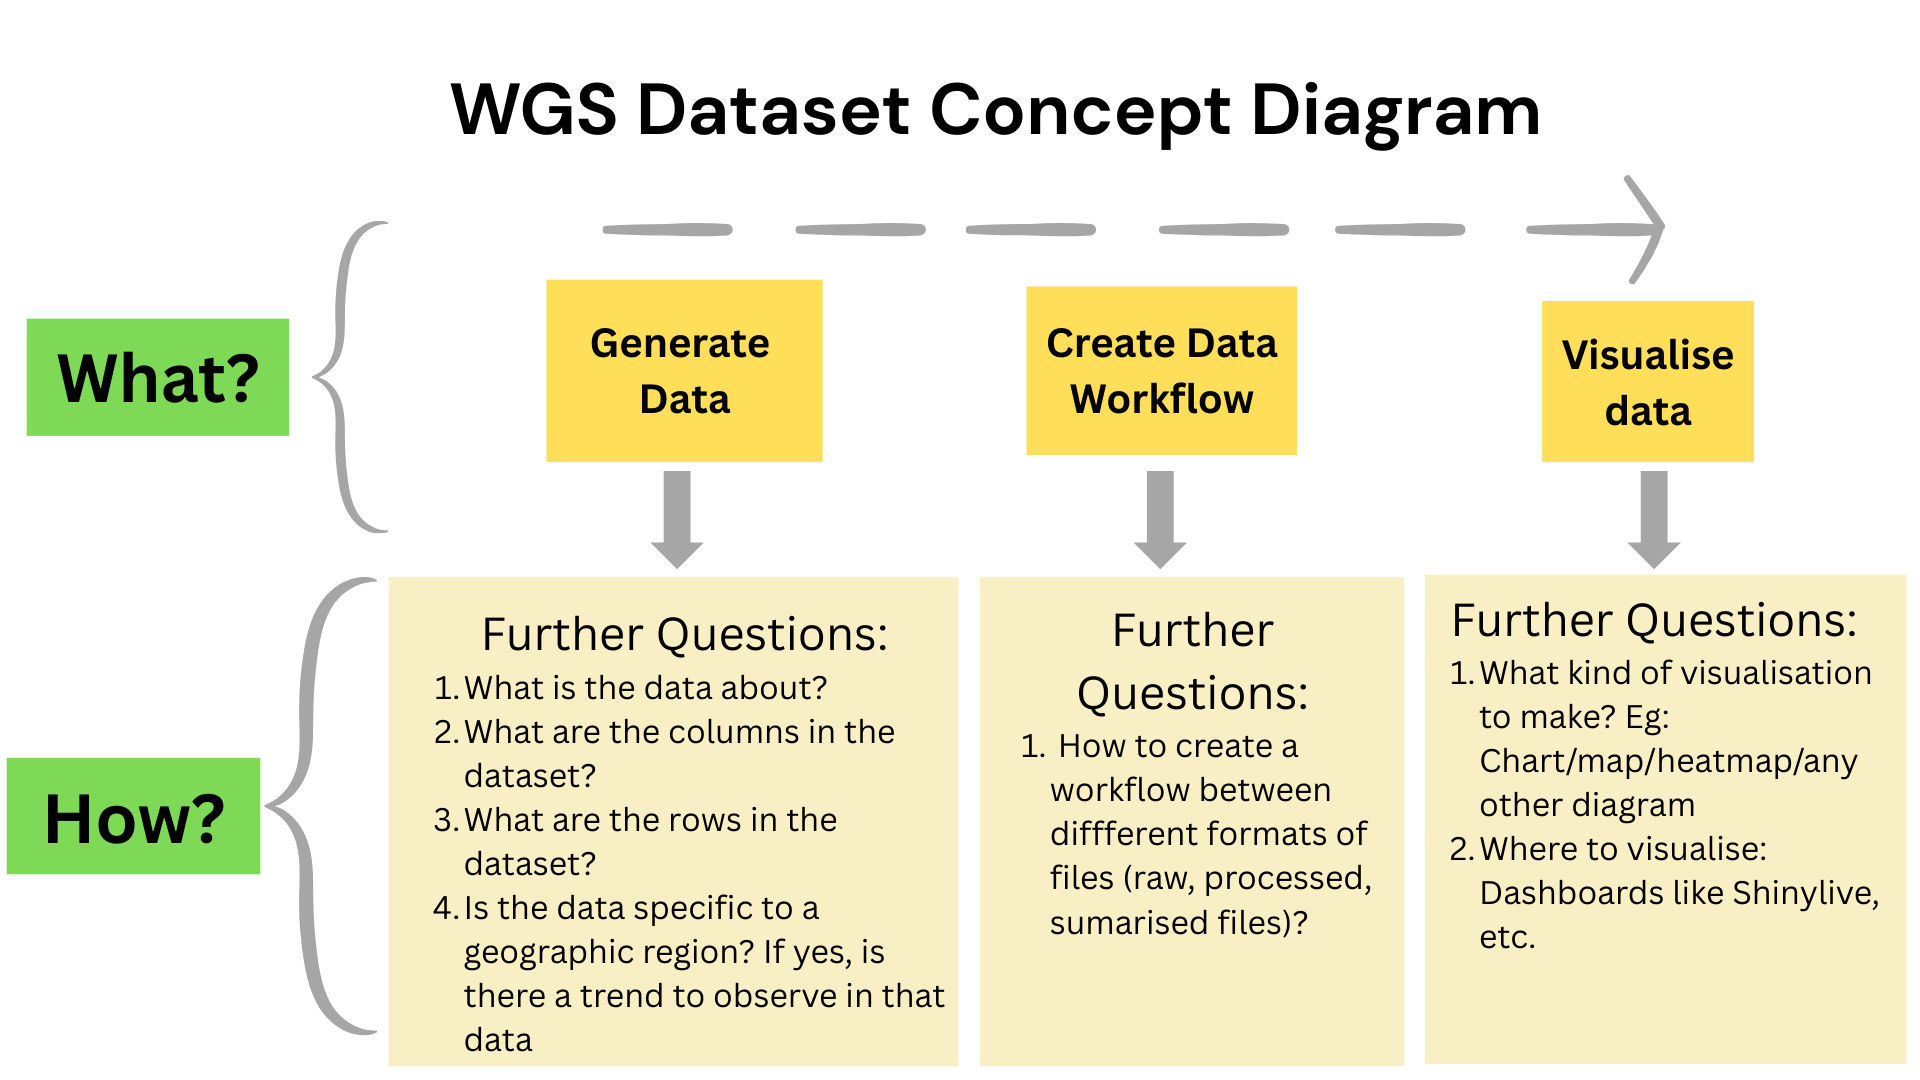 WGS Dataset Concept Diagram
What?
Generate
Data
Create Data
Workflow
Visualise
data
How?
Further Questions:
1. What is the data about?
2. What are the columns in the
dataset?
3. What are the rows in the
dataset?
4. Is the data specific to a
geographic region? If yes, is
there a trend to observe in that
data
Further
Questions:
1. How to create a
workflow between
diffferent formats of
files (raw, processed,
sumarised files)?
Further Questions:
1. What kind of visualisation
to make? Eg:
Chart/map/heatmap/any
other diagram
2. Where to visualise:
Dashboards like Shinylive,
etc.